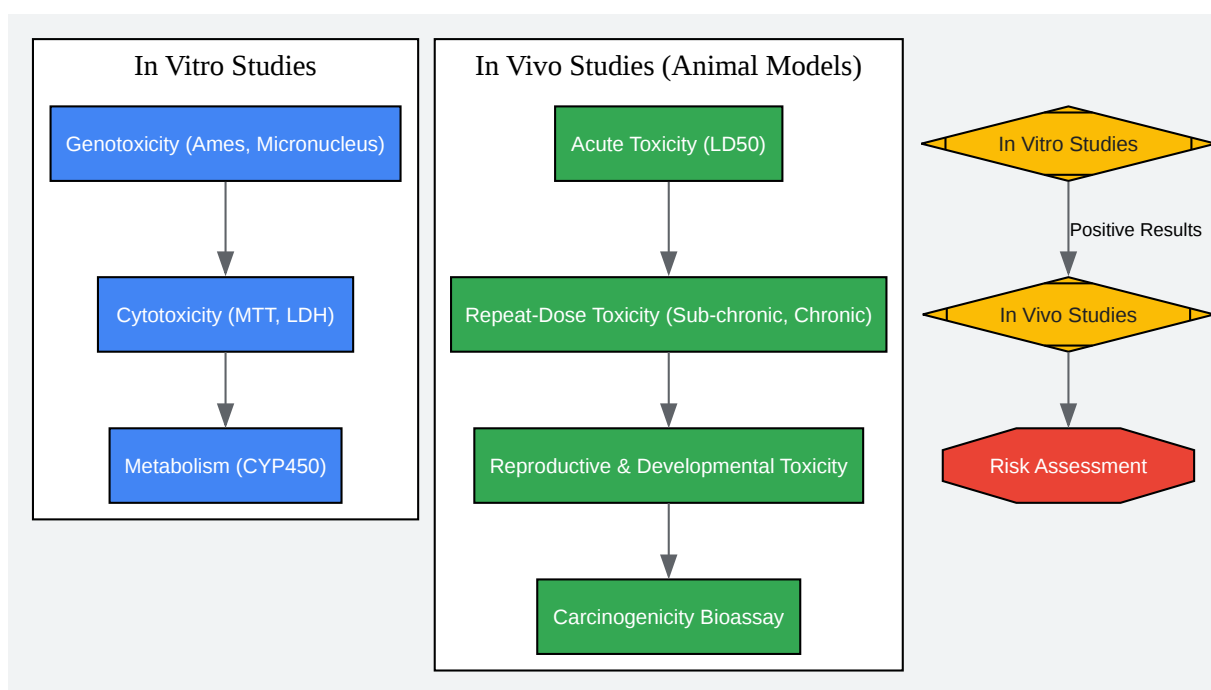 In Vitro Studies
Genotoxicity (Ames, Micronucleus)
Cytotoxicity (MTT, LDH)
Metabolism (CYP450)
In Vivo Studies (Animal Models)
Acute Toxicity (LD50)
Repeat-Dose Toxicity (Sub-chronic, Chronic)
Reproductive & Developmental Toxicity
Carcinogenicity Bioassay
In Vitro Studies
Positive Results
In Vivo Studies
Risk Assessment